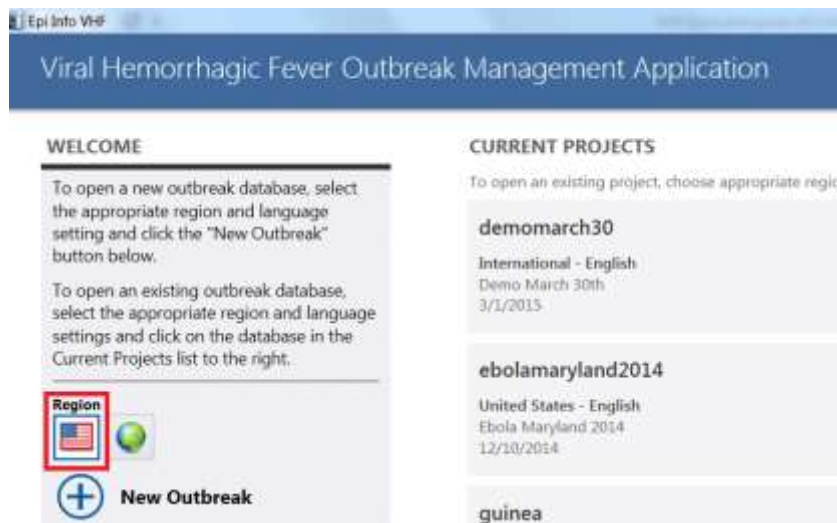 Epi Info VHF
Viral Hemorrhagic Fever Outbreak Management Application
WELCOME
To open a new outbreak database, select
the appropriate region and language
setting and click the "New Outbreak"
button below.
To open an existing outbreak database,
select the appropriate region and language
settings and click on the database in the
Current Projects list to the right.
Region
New Outbreak
CURRENT PROJECTS
To open an existing project, choose appropriate regio
demomarch30
International - English
Demo March 30th
3/1/2015
ebolamaryland2014
United States - English
Ebola Maryland 2014
12/10/2014
guinea